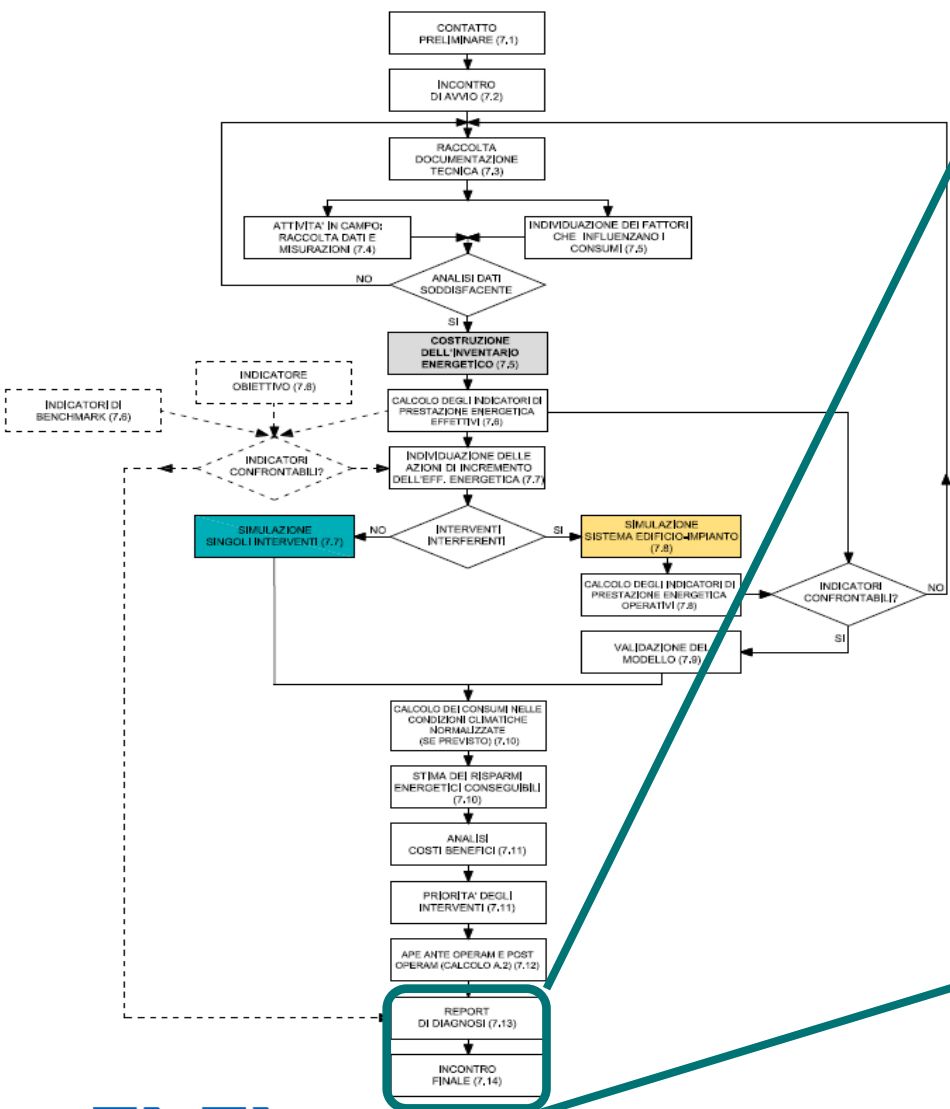 CONTATTO
PRELIMINARE (7.1)
INCONTRO
DI AVVIO (7.2)
RACCOLTA
DOCUMENTAZIONE
TECNICA (7.3)
ATTIVITA' IN CAMPO:
RACCOLTA DATI E
MISURAZIONI (7.4)
INDIVIDUAZIONE DEI FATTORI
CHE INFLUENZANO I
CONSUMI (7.5)
NO
ANALISI DATI
SODDISFACENTE
SI
COSTRUZIONE
DELL'INVENTARIO
ENERGETICO (7.5)
INDICATORE
OBIETTIVO (7.8)
INDICATORI DI
BENCHMARK (7.6)
CALCOLO DEGLI INDICATORI DI
PRESTAZIONE ENERGETICA
EFFETTIVI (7.6)
INDICATORI
CONFRONTABILI?
INDIVIDUAZIONE DELLE
AZIONI DI INCREMENTO
DELL'EFF. ENERGETICA (7.7)
SIMULAZIONE
SINGOLI INTERVENTI (7.7)
NO
INTERVENTI
INTERFERENTI
SI
SIMULAZIONE
SISTEMA EDIFICIO-IMPIANTO
(7.8)
CALCOLO DEGLI INDICATORI DI
PRESTAZIONE ENERGETICA
OPERATIVI (7.8)
INDICATORI
CONFRONTABILI?
NO
SI
VALIDAZIONE DEL
MODELLO (7.9)
CALCOLO DEI CONSUMI NELLE
CONDIZIONI CLIMATICHE
NORMALIZZATE
(SE PREVISTO) (7.10)
STIMA DEI RISPARMI
ENERGETICI CONSEGUIBILI
(7.10)
ANALISI
COSTI BENEFICI (7.11)
PRIORITA' DEGLI
INTERVENTI (7.11)
APE ANTE OPERAM E POST
OPERAM (CALCOLO A.2) (7.12)
REPORT
DI DIAGNOSI (7.13)
INCONTRO
FINALE (7.14)